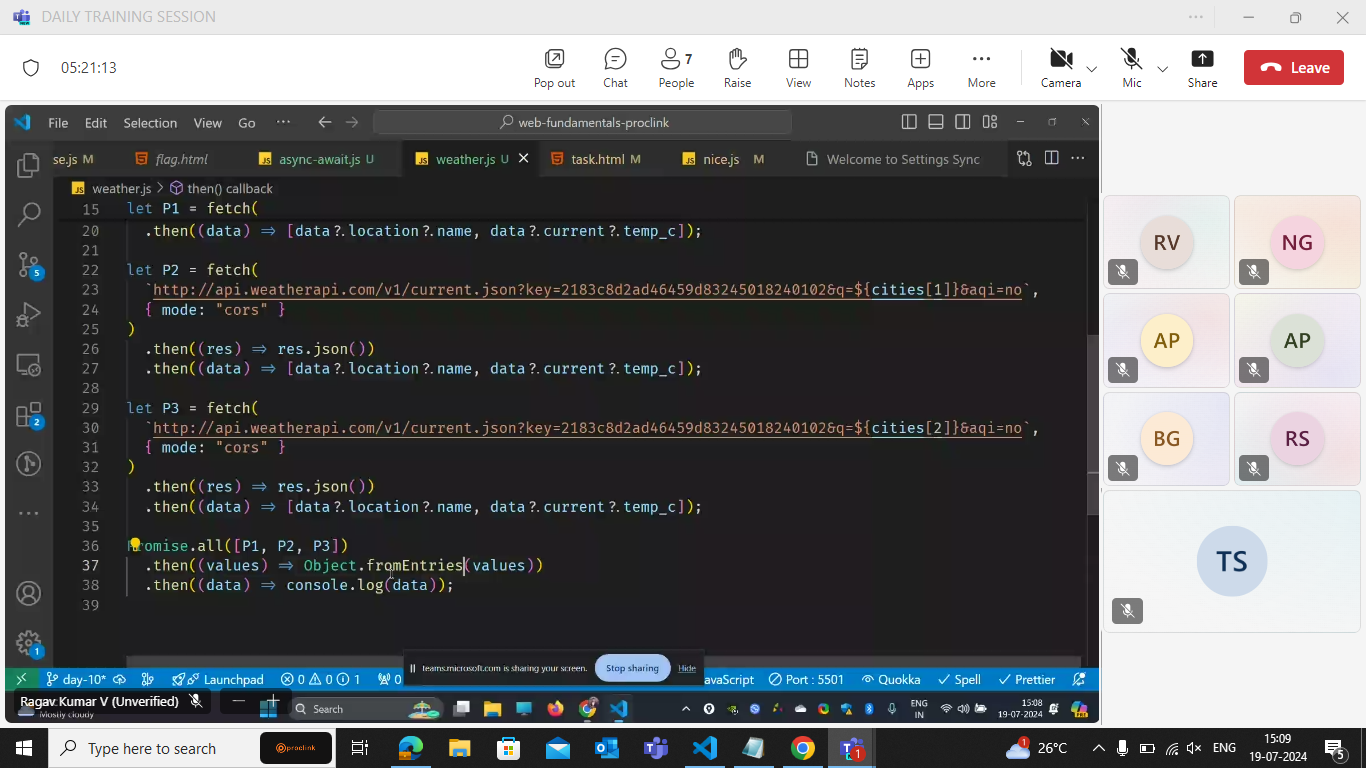 DAILY TRAINING SESSION
05:21:13
Pop out
Chat
7
People
Raise
View
Notes
Apps
More
Camera
Mic
Share
Leave
File Edit Selection View Go
web-fundamentals-proclink
se.js M
flag.html
async-await.js U
weather.js U
task.html M
nice.js M
Welcome to Settings Sync
weather.js > then() callback
15 let P1 = fetch(
20 .then((data) => [data?.location?.name, data?.current?.temp_c]);
21
22 let P2 = fetch(
23 `http://api.weatherapi.com/v1/current.json?key=2183c8d2ad46459d83245018240102&q=${cities[1]}&aqi=no`,
24 { mode: "cors" }
25 )
26 .then((res) => res.json())
27 .then((data) => [data?.location?.name, data?.current?.temp_c]);
28
29 let P3 = fetch(
30 `http://api.weatherapi.com/v1/current.json?key=2183c8d2ad46459d83245018240102&q=${cities[2]}&aqi=no`,
31 { mode: "cors" }
32 )
33 .then((res) => res.json())
34 .then((data) => [data?.location?.name, data?.current?.temp_c]);
35
36 Promise.all([P1, P2, P3])
37 .then((values) => Object.fromEntries(values))
38 .then((data) => console.log(data));
39
5
2
1
RV
NG
AP
AP
BG
RS
TS
teams.microsoft.com is sharing your screen.
Stop sharing
Hide
day-10*
Launchpad
0 0 1
0
JavaScript
Port : 5501
Quokka
Spell
Prettier
Ragav Kumar V (Unverified)
Mostly cloudy
Search
ENG
IN
15:08
19-07-2024
Type here to search
proclink
1
1
26°C
ENG
15:09
19-07-2024
5